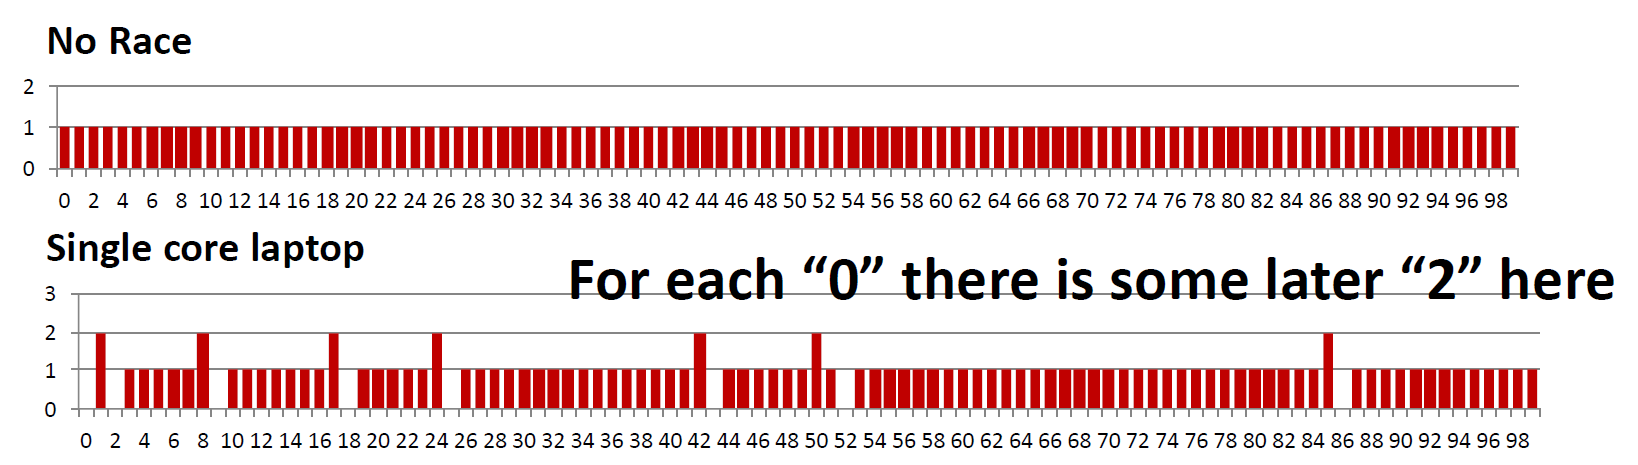 No Race
2
1
0
0 2 4 6 8 10 12 14 16 18 20 22 24 26 28 30 32 34 36 38 40 42 44 46 48 50 52 54 56 58 60 62 64 66 68 70 72 74 76 78 80 82 84 86 88 90 92 94 96 98
Single core laptop
For each “0” there is some later “2” here
3
2
1
0
0 2 4 6 8 10 12 14 16 18 20 22 24 26 28 30 32 34 36 38 40 42 44 46 48 50 52 54 56 58 60 62 64 66 68 70 72 74 76 78 80 82 84 86 88 90 92 94 96 98